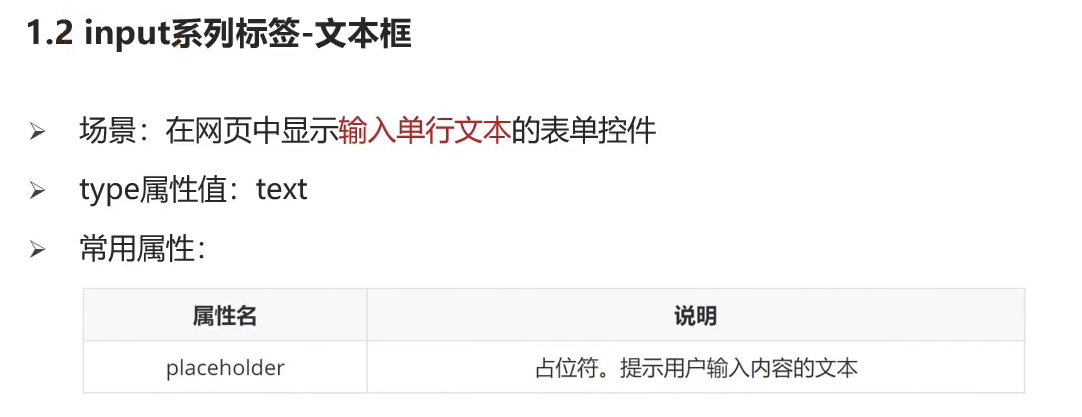 1.2 input系列标签-文本框
➢ 场景：在网页中显示输入单行文本的表单控件
➢ type属性值：text
➢ 常用属性：
属性名 说明
placeholder 占位符。提示用户输入内容的文本